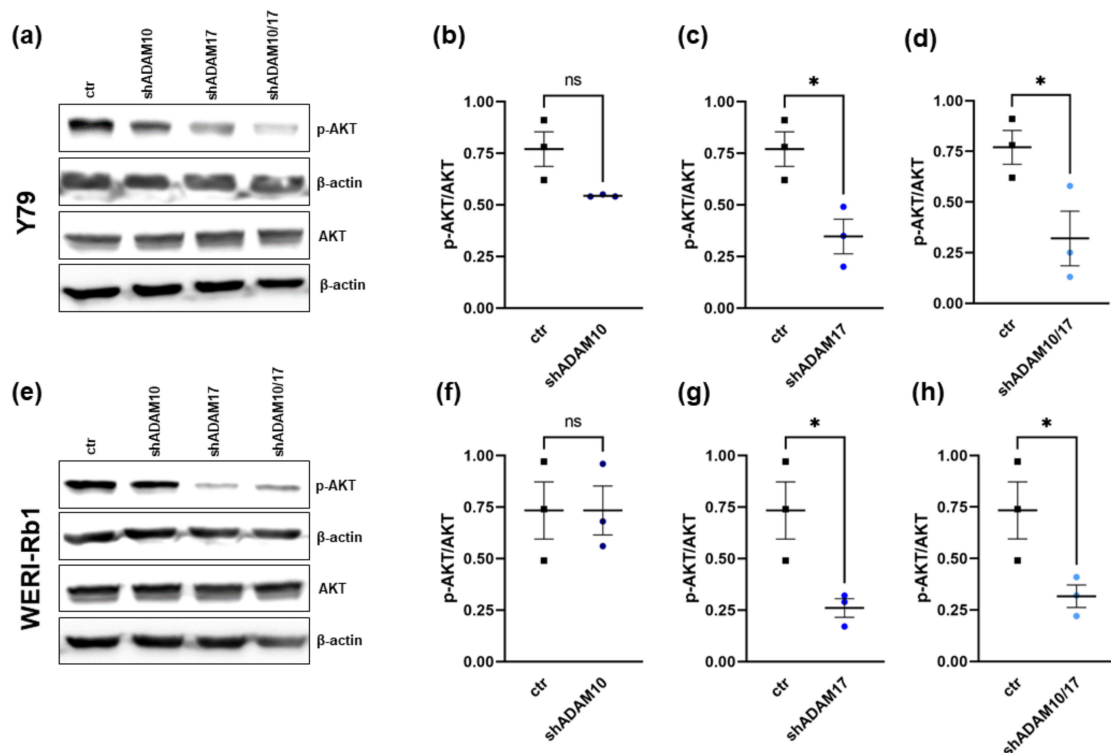 (a)
ctr
shADAM10
shADAM17
shADAM10/17
Y79
p-AKT
β-actin
AKT
β-actin
(b)
ns
p-AKT/AKT
1.00
0.75
0.50
0.25
0.00
ctr
shADAM10
(c)
*
p-AKT/AKT
1.00
0.75
0.50
0.25
0.00
ctr
shADAM17
(d)
*
p-AKT/AKT
1.00
0.75
0.50
0.25
0.00
ctr
shADAM10/17
(e)
ctr
shADAM10
shADAM17
shADAM10/17
WERI-Rb1
p-AKT
β-actin
AKT
β-actin
(f)
ns
p-AKT/AKT
1.00
0.75
0.50
0.25
0.00
ctr
shADAM10
(g)
*
p-AKT/AKT
1.00
0.75
0.50
0.25
0.00
ctr
shADAM17
(h)
*
p-AKT/AKT
1.00
0.75
0.50
0.25
0.00
ctr
shADAM10/17